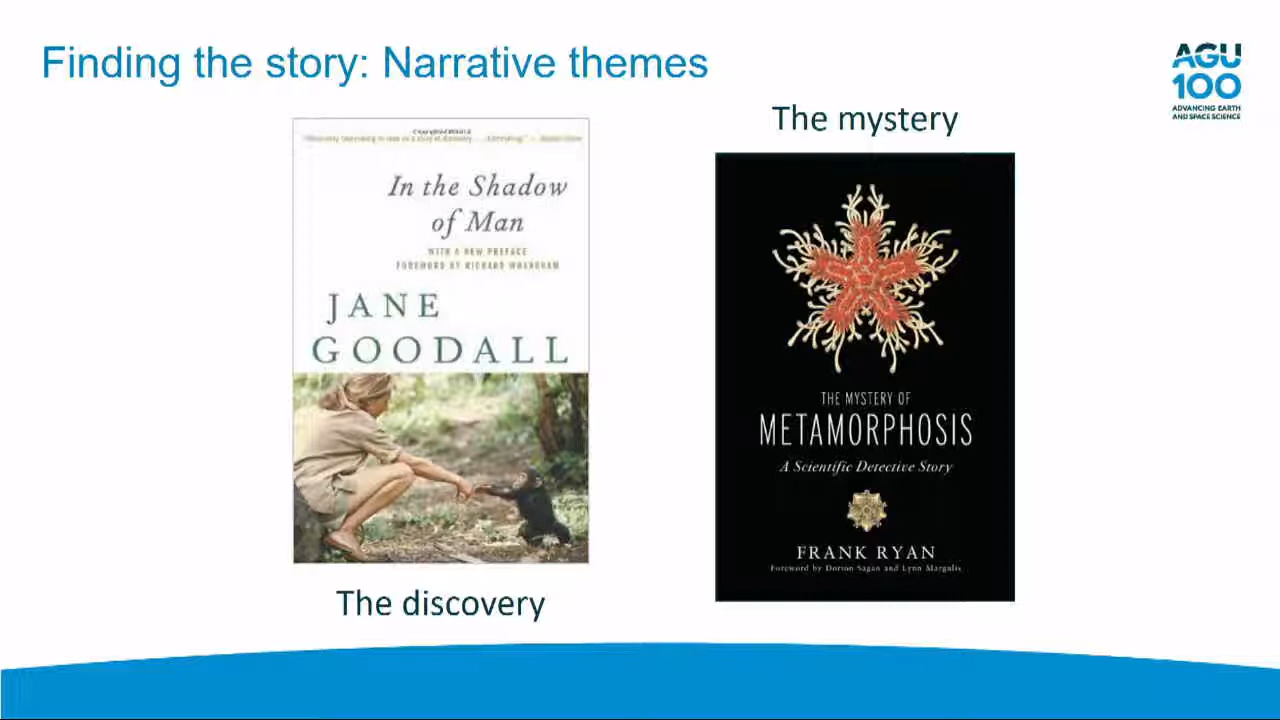 Finding the story: Narrative themes
AGU
100
ADVANCING EARTH
AND SPACE SCIENCE
In the Shadow
of Man
WITH A NEW PREFACE
FOREWORD BY RICHARD WRANGHAM
JANE
GOODALL
The discovery
The mystery
THE MYSTERY OF
METAMORPHOSIS
A Scientific Detective Story
FRANK RYAN
Foreword by Dorion Sagan and Lynn Margulis